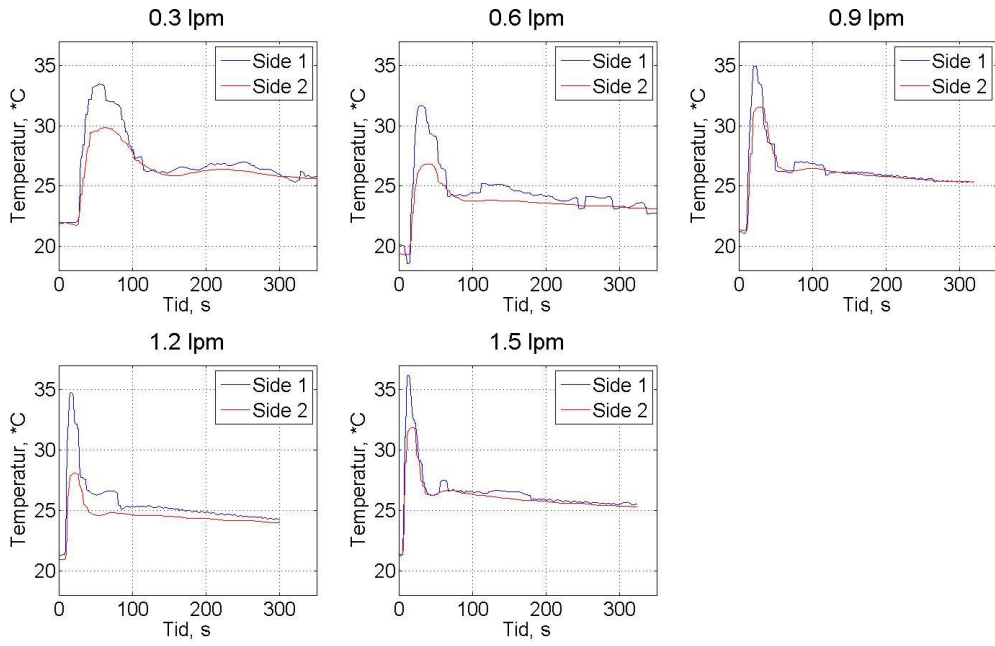 0.3 lpm
35
30
25
20
0
100
200
300
Temperatur, *C
Tid, s
Side 1
Side 2
0.6 lpm
35
30
25
20
0
100
200
300
Temperatur, *C
Tid, s
Side 1
Side 2
0.9 lpm
35
30
25
20
0
100
200
300
Temperatur, *C
Tid, s
Side 1
Side 2
1.2 lpm
35
30
25
20
0
100
200
300
Temperatur, *C
Tid, s
Side 1
Side 2
1.5 lpm
35
30
25
20
0
100
200
300
Temperatur, *C
Tid, s
Side 1
Side 2